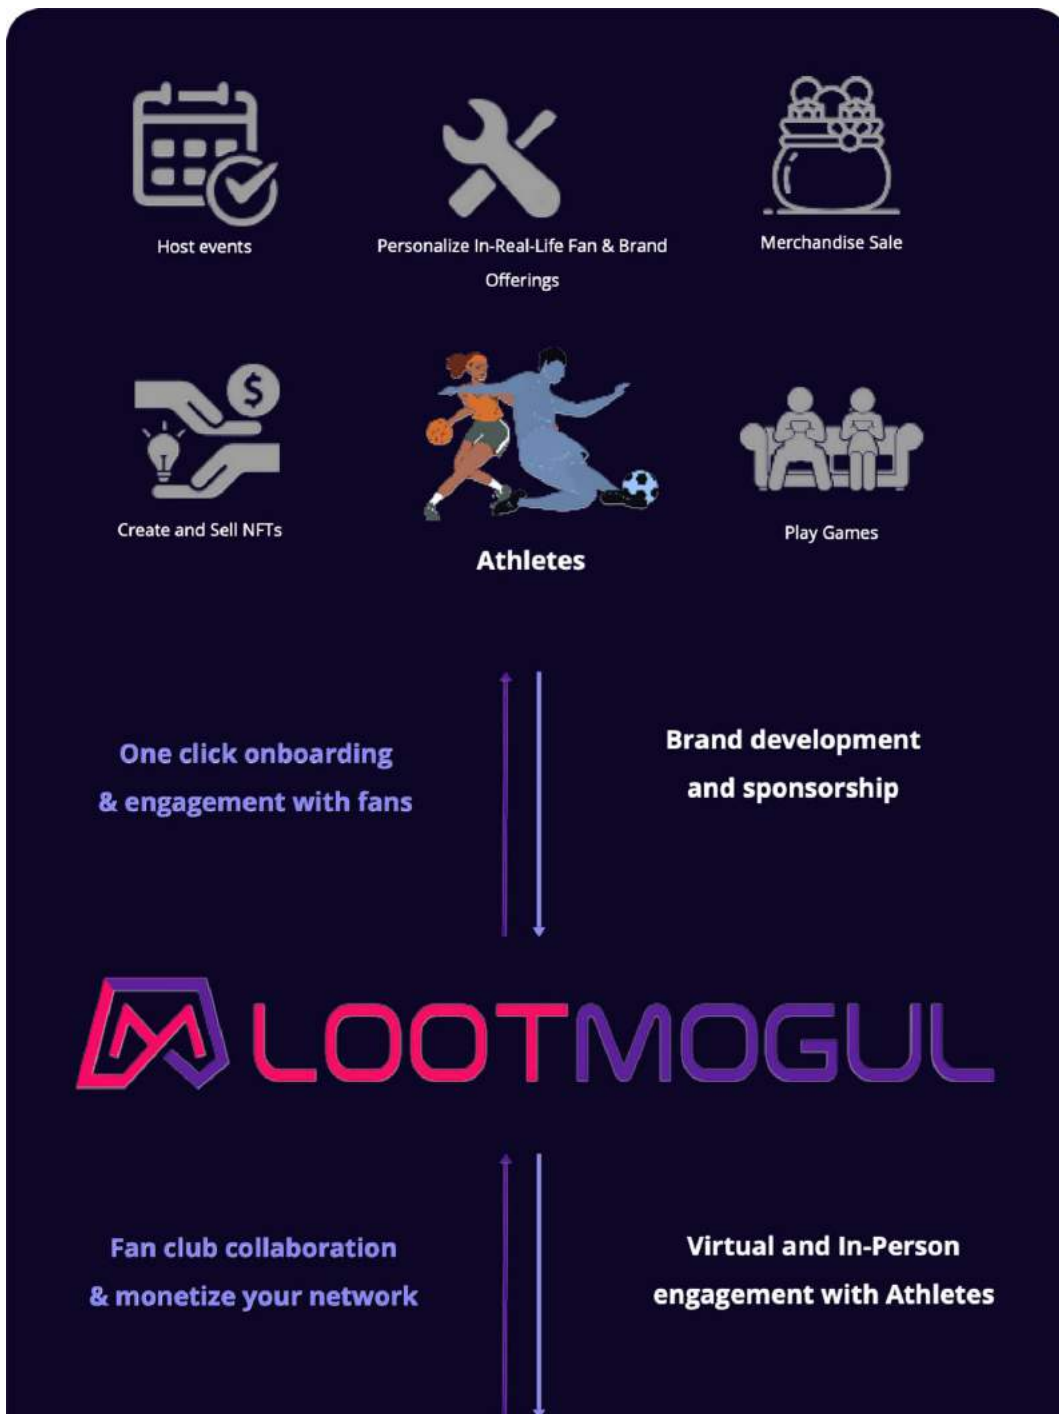 Host events
Personalize In-Real-Life Fan & Brand
Offerings
Merchandise Sale
$
Create and Sell NFTs
Athletes
Play Games
One click onboarding
& engagement with fans
Brand development
and sponsorship
LOOTMOGUL
Fan club collaboration
& monetize your network
Virtual and In-Person
engagement with Athletes